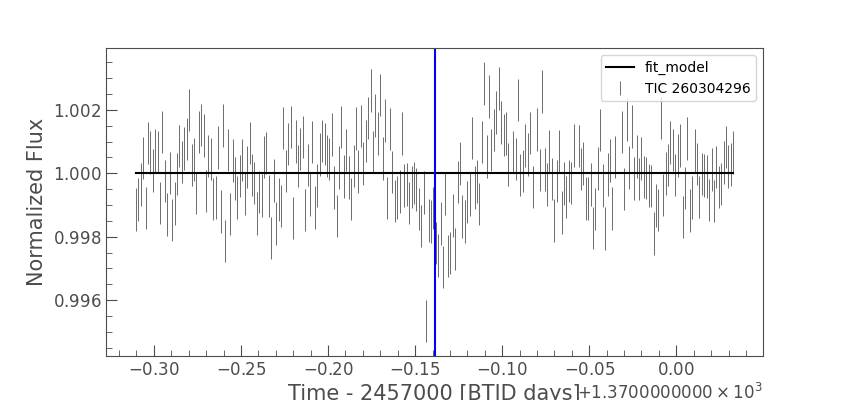 fit_model
TIC 260304296
Normalized Flux
1.002
1.000
0.998
0.996
−0.30 −0.25 −0.20 −0.15 −0.10 −0.05 0.00
Time - 2457000 [BTJD days]
+1.3700000000×10³